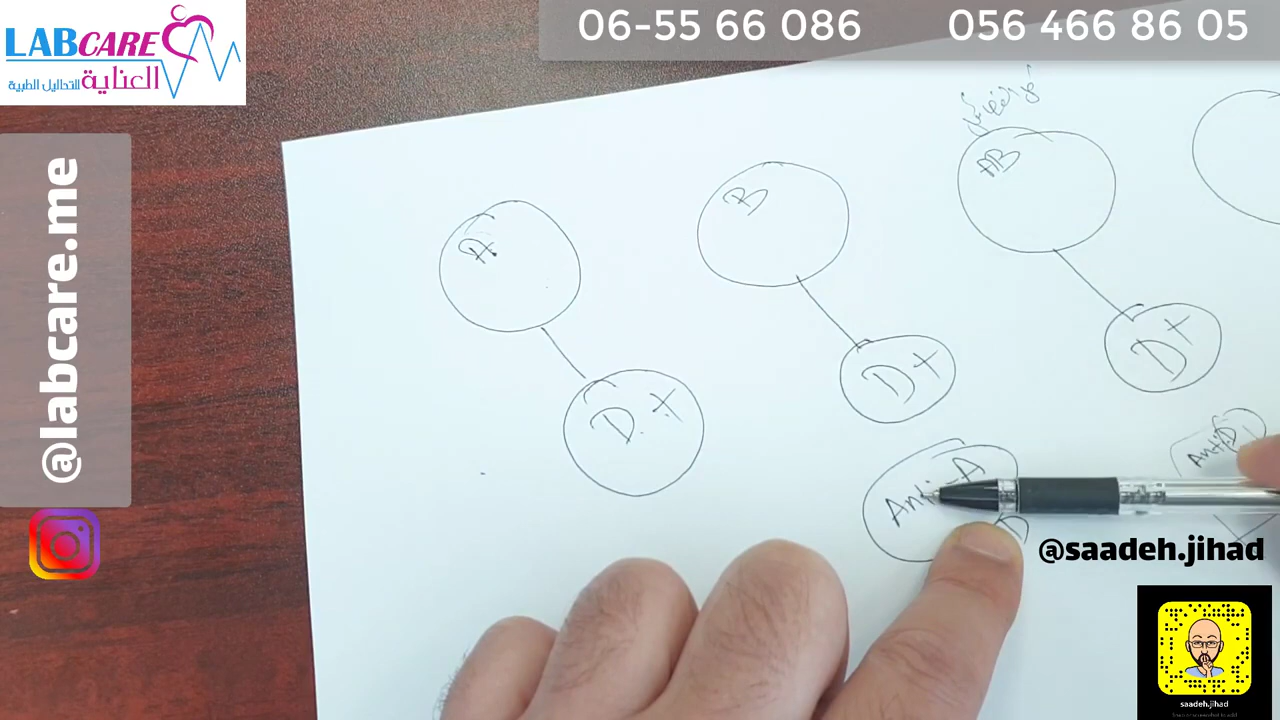 LABCARE
العناية للتحاليل الطبية
06-55 66 086
056 466 86 05
@labcare.me
A
B
AB
D +
D +
D +
Anti-A
Anti D
@saadeh.jihad
saadeh.jihad